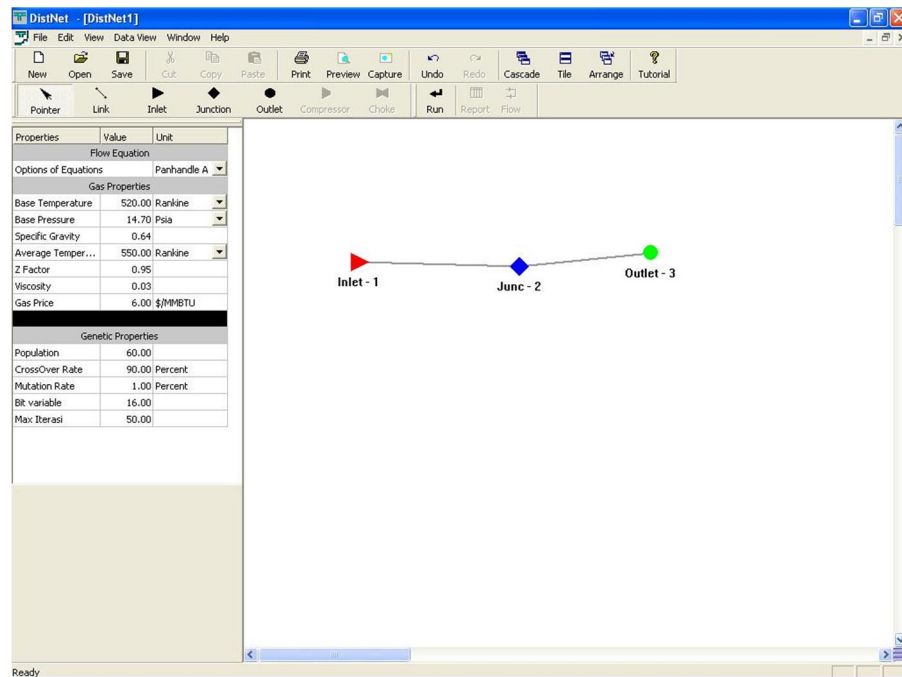 DistNet - [DistNet1]
File Edit View Data View Window Help
New Open Save Cut Copy Paste Print Preview Capture Undo Redo Cascade Tile Arrange Tutorial
Pointer Link Inlet Junction Outlet Compressor Choke Run Report Flow
Properties Value Unit
Flow Equation
Options of Equations Panhandle A
Gas Properties
Base Temperature 520.00 Rankine
Base Pressure 14.70 Psia
Specific Gravity 0.64
Average Temper... 550.00 Rankine
Z Factor 0.95
Viscosity 0.03
Gas Price 6.00 $/MMBTU
Genetic Properties
Population 60.00
CrossOver Rate 90.00 Percent
Mutation Rate 1.00 Percent
Bit variable 16.00
Max Iterasi 50.00
Inlet - 1
Junc - 2
Outlet - 3
Ready